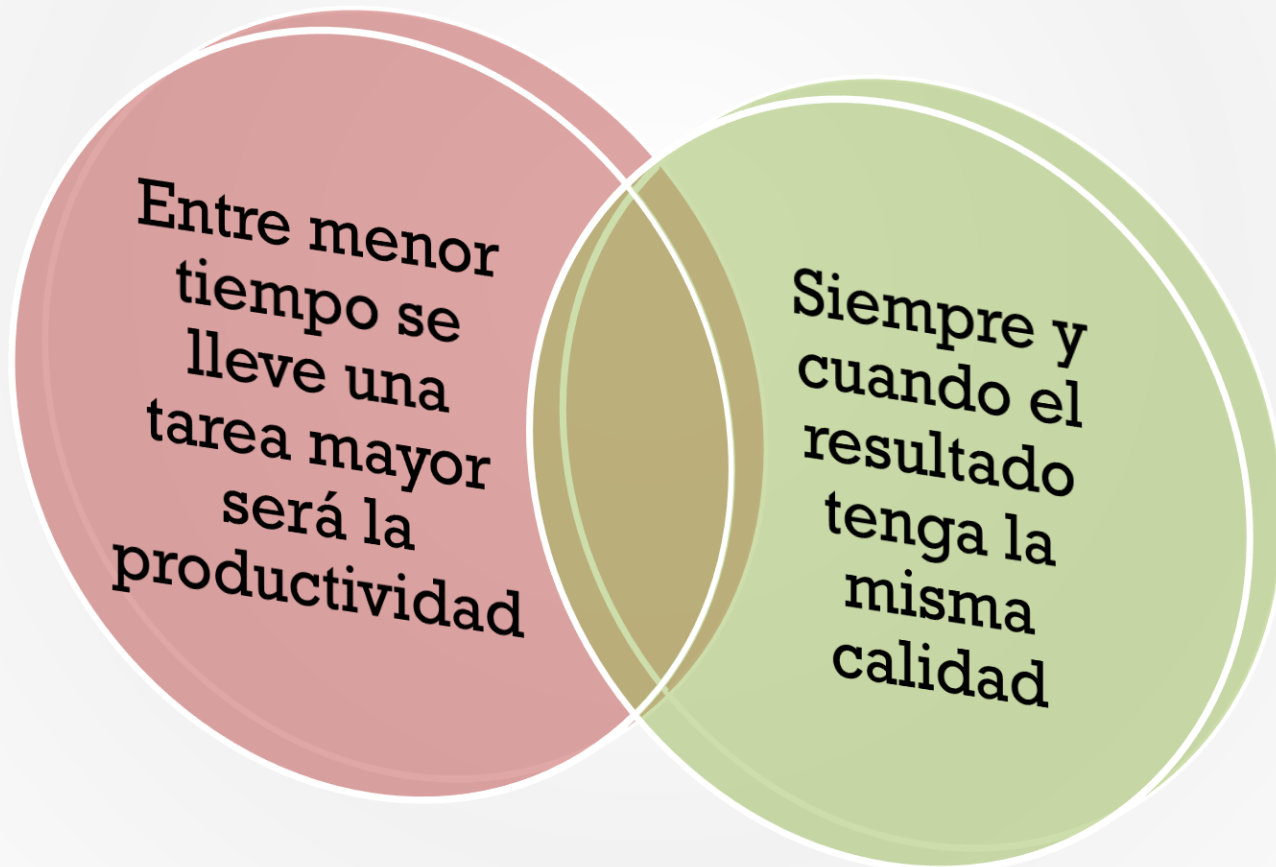 Entre menor
tiempo se
lleve una
tarea mayor
será la
productividad
Siempre y
cuando el
resultado
tenga la
misma
calidad